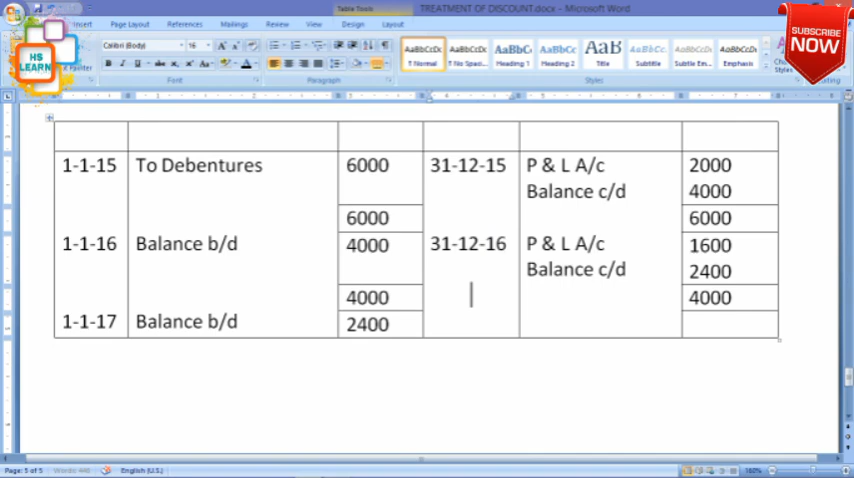 Table Tools
TREATMENT OF DISCOUNT.docx - Microsoft Word
Insert Page Layout References Mailings Review View Design Layout
HS
LEARN
SUBSCRIBE
NOW
Calibri (Body) 16
AaBbCcDc AaBbCcDc AaBbCc AaBbCc AaB AaBbCc
¶ Normal ¶ No Spaci... Heading 1 Heading 2 Title Subtitle Subtle Em... Emphasis
Font Paragraph Styles
1-1-15 To Debentures 6000 31-12-15 P & L A/c 2000
Balance c/d 4000
6000 6000
1-1-16 Balance b/d 4000 31-12-16 P & L A/c 1600
Balance c/d 2400
4000 4000
1-1-17 Balance b/d 2400
Page: 5 of 5 Words: 448 English (U.S.) 160%